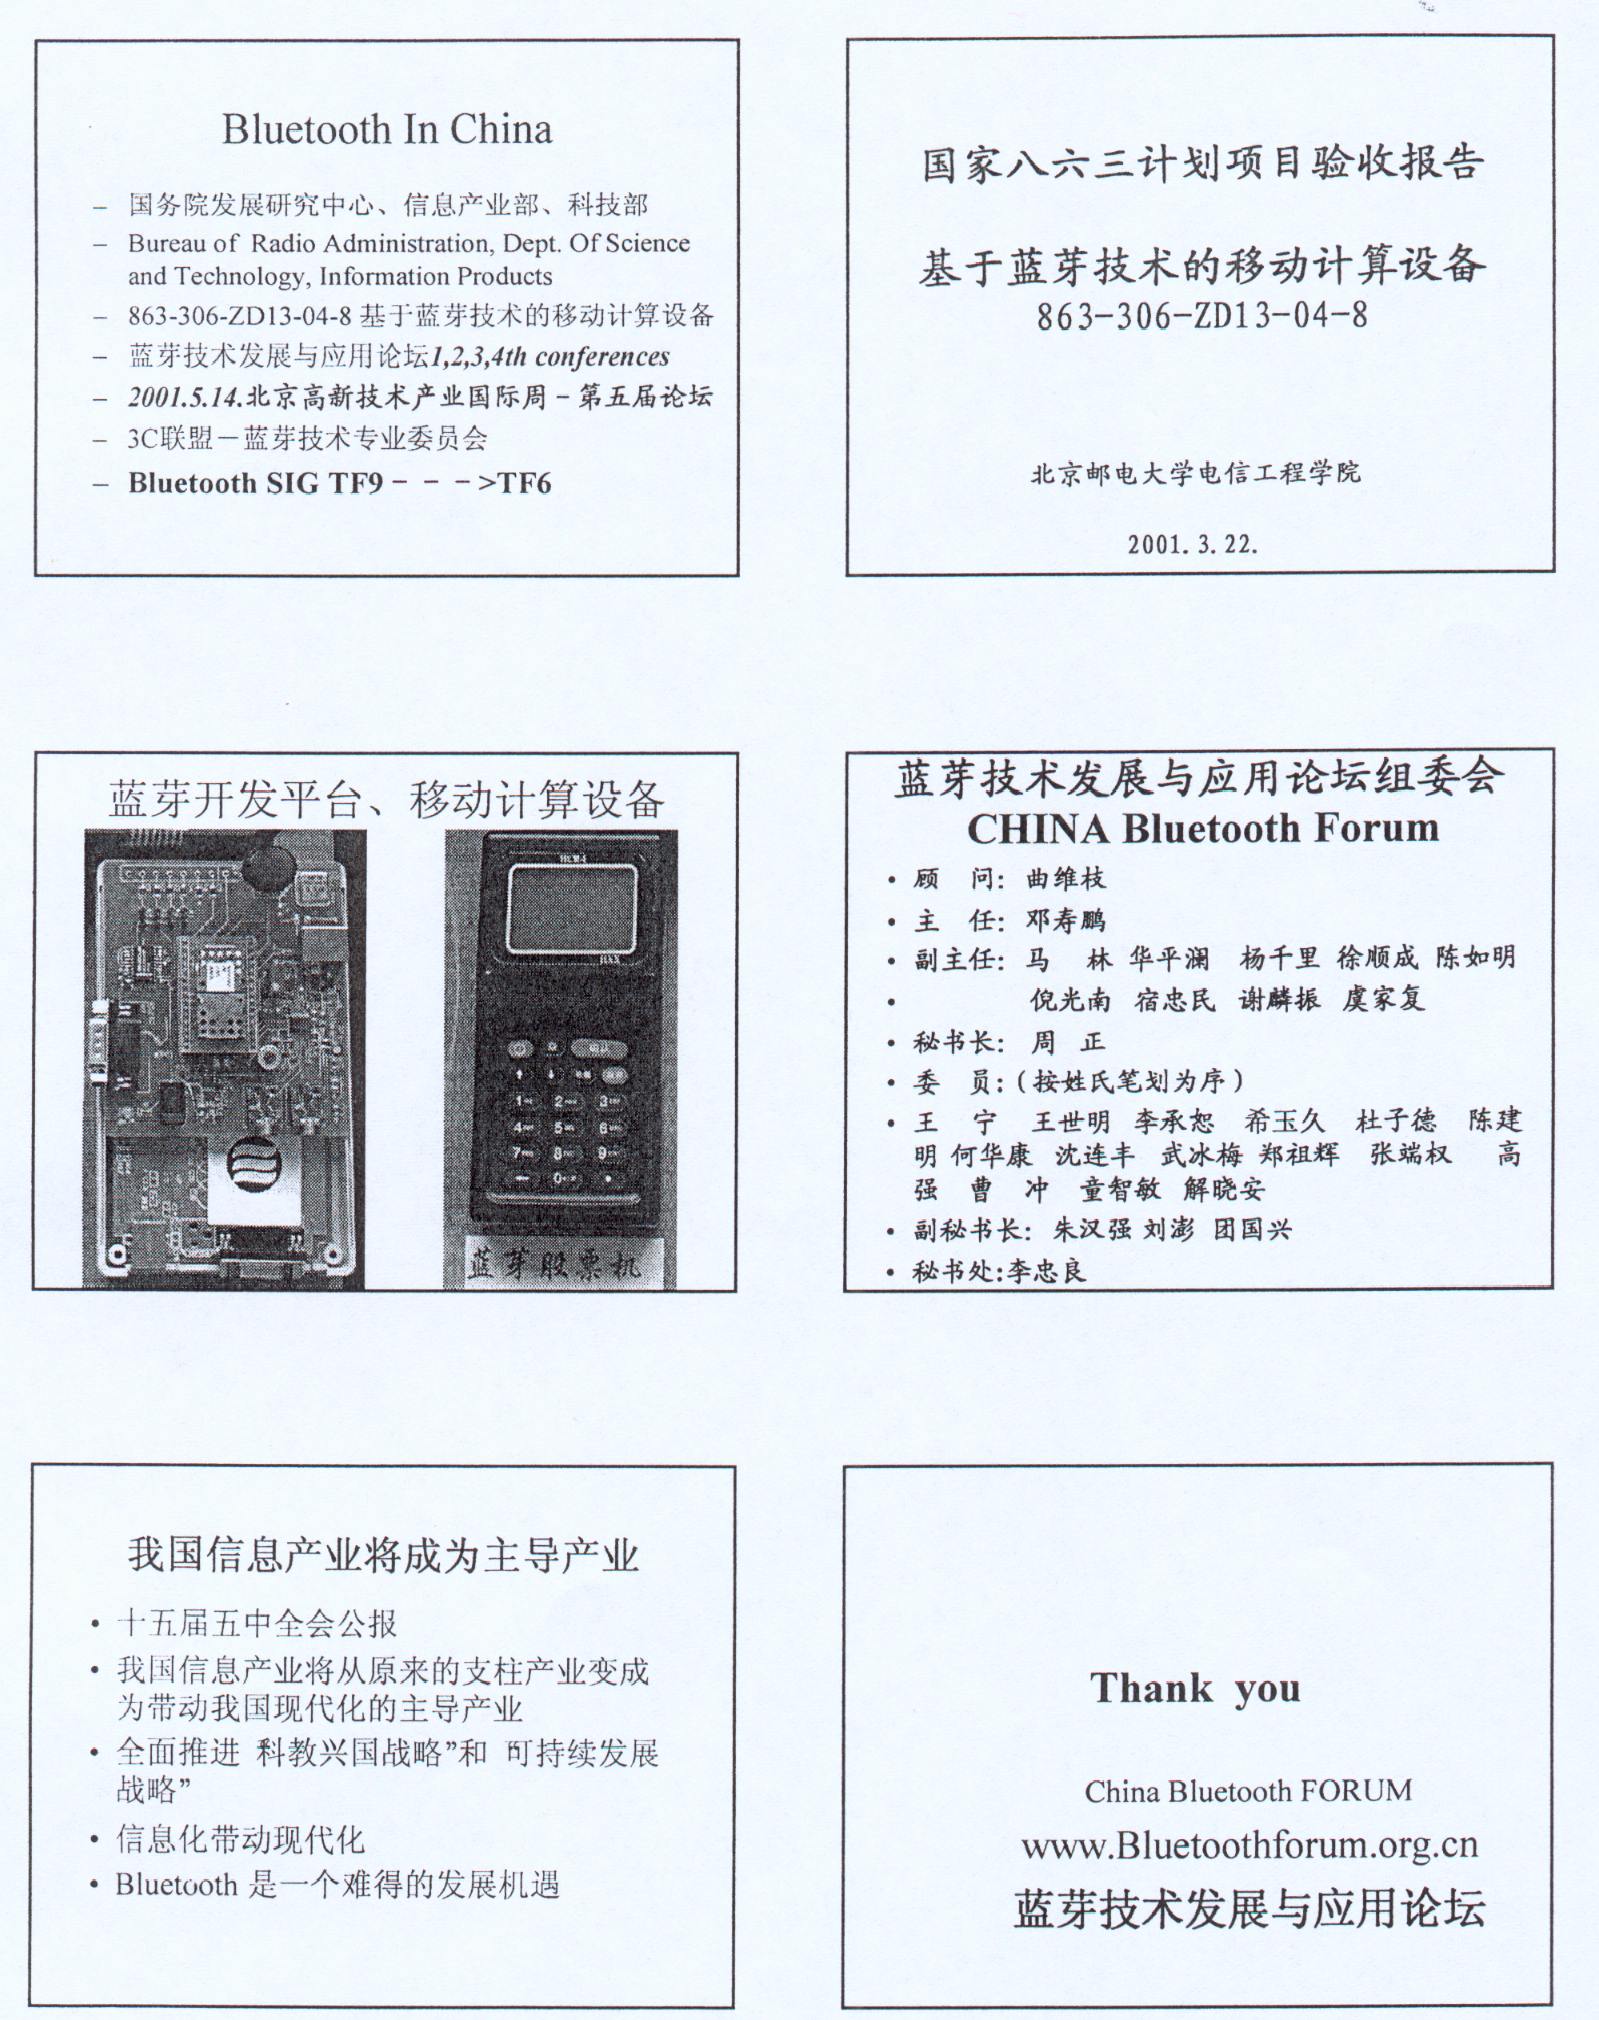 Bluetooth In China
– 国务院发展研究中心、信息产业部、科技部
– Bureau of Radio Administration, Dept. Of Science
and Technology, Information Products
– 863-306-ZD13-04-8 基于蓝芽技术的移动计算设备
– 蓝芽技术发展与应用论坛1,2,3,4th conferences
– 2001.5.14.北京高新技术产业国际周－第五届论坛
– 3C联盟－蓝芽技术专业委员会
– Bluetooth SIG TF9－－－>TF6
国家八六三计划项目验收报告
基于蓝芽技术的移动计算设备
863-306-ZD13-04-8
北京邮电大学电信工程学院
2001. 3. 22.
蓝芽开发平台、移动计算设备
1 2 3
4 5 6
7 8 9
0
蓝芽股票机
蓝芽技术发展与应用论坛组委会
CHINA Bluetooth Forum
• 顾 问: 曲维枝
• 主 任: 邓寿鹏
• 副主任: 马 林 华平澜 杨千里 徐顺成 陈如明
• 倪光南 宿忠民 谢麟振 虞家复
• 秘书长: 周 正
• 委 员:(按姓氏笔划为序)
• 王 宁 王世明 李承恕 希玉久 杜子德 陈建
明 何华康 沈连丰 武冰梅 郑祖辉 张端权 高
强 曹 冲 童智敏 解晓安
• 副秘书长: 朱汉强 刘澎 团国兴
• 秘书处:李忠良
我国信息产业将成为主导产业
• 十五届五中全会公报
• 我国信息产业将从原来的支柱产业变成
为带动我国现代化的主导产业
• 全面推进 科教兴国战略”和 可持续发展
战略”
• 信息化带动现代化
• Bluetooth 是一个难得的发展机遇
Thank you
China Bluetooth FORUM
www.Bluetoothforum.org.cn
蓝芽技术发展与应用论坛